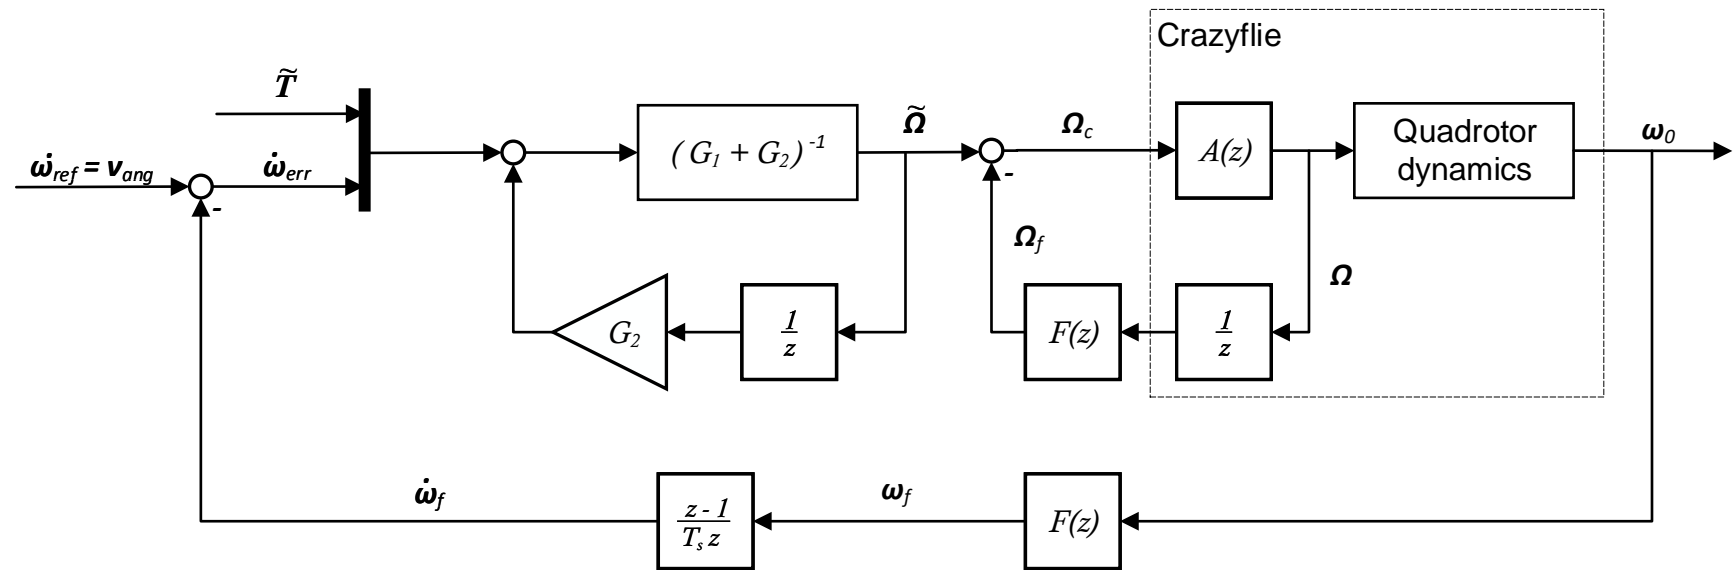 Crazyflie
T̃
Ω̃
Ω_c
ω_0
ω̇_ref = v_ang
-
ω̇_err
(G_1 + G_2)^-1
-
A(z)
Quadrotor
dynamics
Ω_f
Ω
G_2
1
z
F(z)
1
z
ω̇_f
z - 1
T_s z
ω_f
F(z)